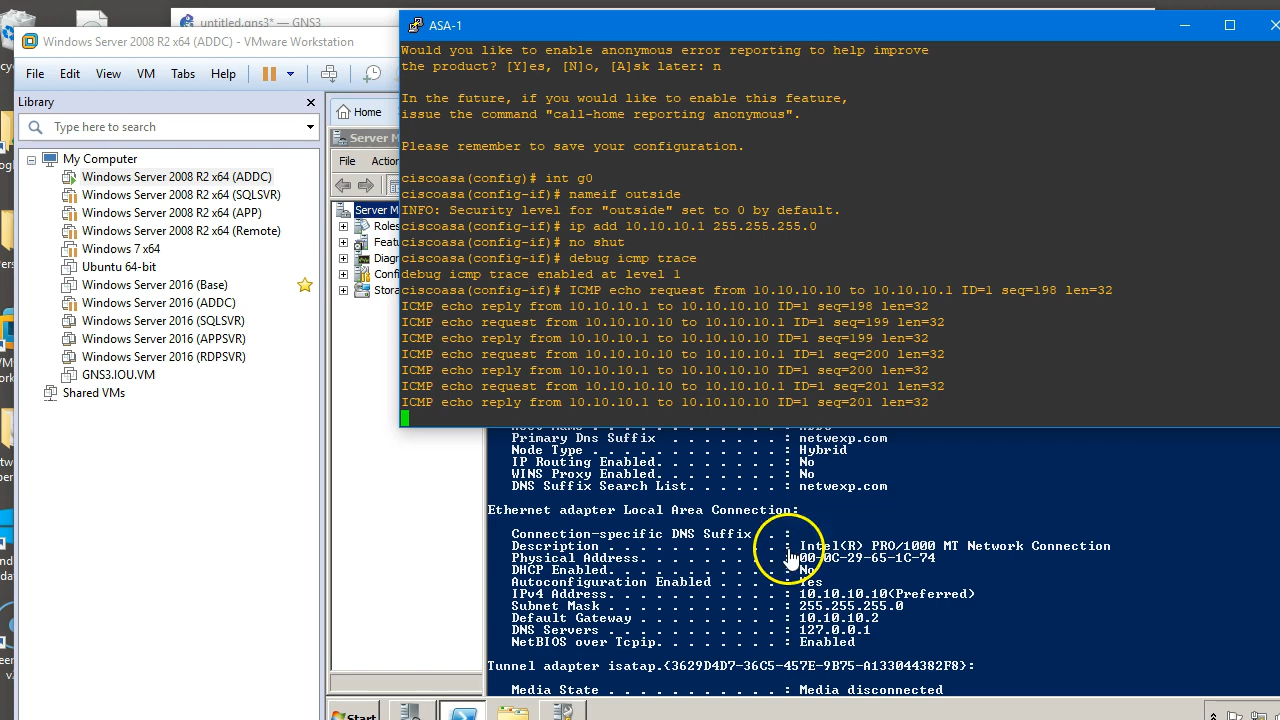 untitled.gns3* — GNS3
Windows Server 2008 R2 x64 (ADDC) - VMware Workstation
File Edit View VM Tabs Help
Library
Type here to search
My Computer
Windows Server 2008 R2 x64 (ADDC)
Windows Server 2008 R2 x64 (SQLSVR)
Windows Server 2008 R2 x64 (APP)
Windows Server 2008 R2 x64 (Remote)
Windows 7 x64
Ubuntu 64-bit
Windows Server 2016 (Base)
Windows Server 2016 (ADDC)
Windows Server 2016 (SQLSVR)
Windows Server 2016 (APPSVR)
Windows Server 2016 (RDPSVR)
GNS3.IOU.VM
Shared VMs
Home
Server M
File Action
Server M
Roles
Featu
Diagn
Conf
Stora
ASA-1
Would you like to enable anonymous error reporting to help improve
the product? [Y]es, [N]o, [A]sk later: n
In the future, if you would like to enable this feature,
issue the command "call-home reporting anonymous".
Please remember to save your configuration.
ciscoasa(config)# int g0
ciscoasa(config-if)# nameif outside
INFO: Security level for "outside" set to 0 by default.
ciscoasa(config-if)# ip add 10.10.10.1 255.255.255.0
ciscoasa(config-if)# no shut
ciscoasa(config-if)# debug icmp trace
debug icmp trace enabled at level 1
ciscoasa(config-if)# ICMP echo request from 10.10.10.10 to 10.10.10.1 ID=1 seq=198 len=32
ICMP echo reply from 10.10.10.1 to 10.10.10.10 ID=1 seq=198 len=32
ICMP echo request from 10.10.10.10 to 10.10.10.1 ID=1 seq=199 len=32
ICMP echo reply from 10.10.10.1 to 10.10.10.10 ID=1 seq=199 len=32
ICMP echo request from 10.10.10.10 to 10.10.10.1 ID=1 seq=200 len=32
ICMP echo reply from 10.10.10.1 to 10.10.10.10 ID=1 seq=200 len=32
ICMP echo request from 10.10.10.10 to 10.10.10.1 ID=1 seq=201 len=32
ICMP echo reply from 10.10.10.1 to 10.10.10.10 ID=1 seq=201 len=32
Primary Dns Suffix . . . . . . . : netwexp.com
Node Type . . . . . . . . . . . . : Hybrid
IP Routing Enabled. . . . . . . . : No
WINS Proxy Enabled. . . . . . . . : No
DNS Suffix Search List. . . . . . : netwexp.com
Ethernet adapter Local Area Connection:
Connection-specific DNS Suffix . :
Description . . . . . . . . . . . : Intel(R) PRO/1000 MT Network Connection
Physical Address. . . . . . . . . : 00-0C-29-65-1C-74
DHCP Enabled. . . . . . . . . . . : No
Autoconfiguration Enabled . . . . : Yes
IPv4 Address. . . . . . . . . . . : 10.10.10.10(Preferred)
Subnet Mask . . . . . . . . . . . : 255.255.255.0
Default Gateway . . . . . . . . . : 10.10.10.2
DNS Servers . . . . . . . . . . . : 127.0.0.1
NetBIOS over Tcpip. . . . . . . . : Enabled
Tunnel adapter isatap.{3629D4D7-36C5-457E-9B75-A133044382F8}:
Media State . . . . . . . . . . . : Media disconnected
Start